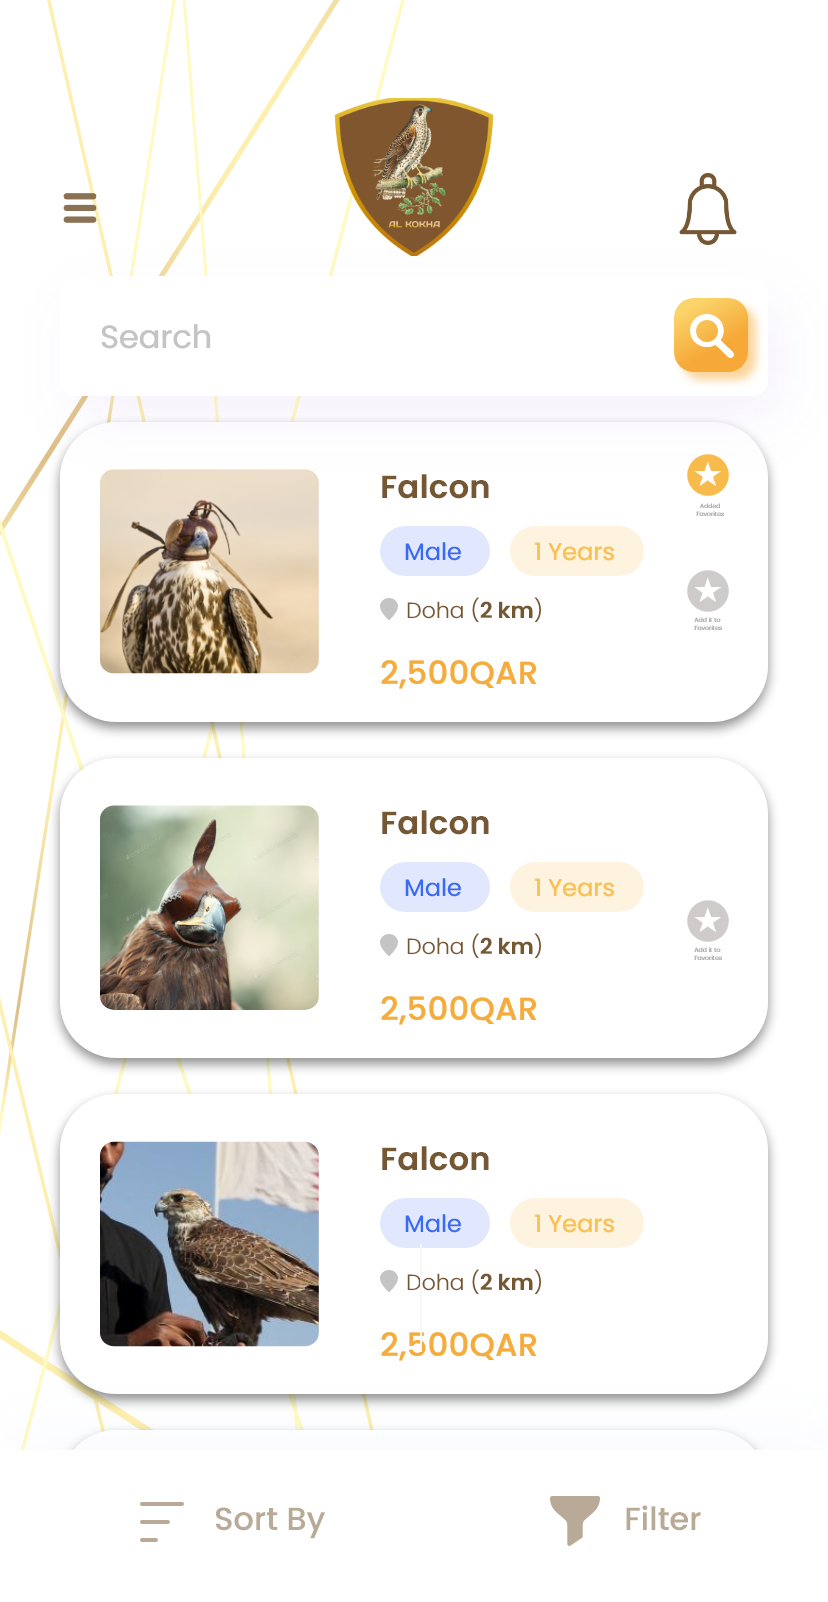 AL KOKHA
Search
Falcon
Added
Favorites
Male
1 Years
Doha (2 km)
Add it to
Favorites
2,500QAR
Falcon
Male
1 Years
Doha (2 km)
Add it to
Favorites
2,500QAR
Falcon
Male
1 Years
Doha (2 km)
2,500QAR
Sort By
Filter